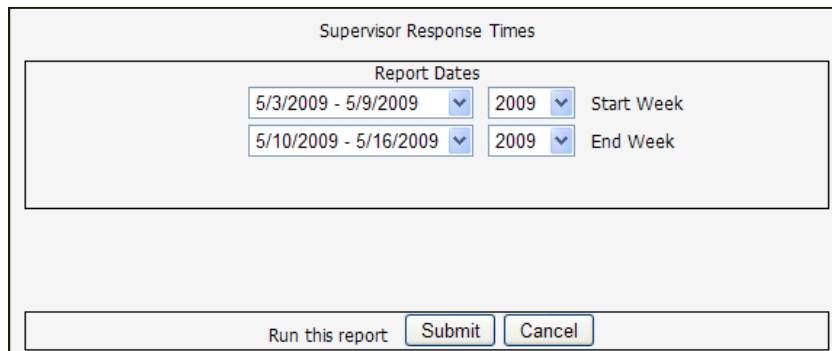 Supervisor Response Times
Report Dates
5/3/2009 - 5/9/2009 2009 Start Week
5/10/2009 - 5/16/2009 2009 End Week
Run this report Submit Cancel